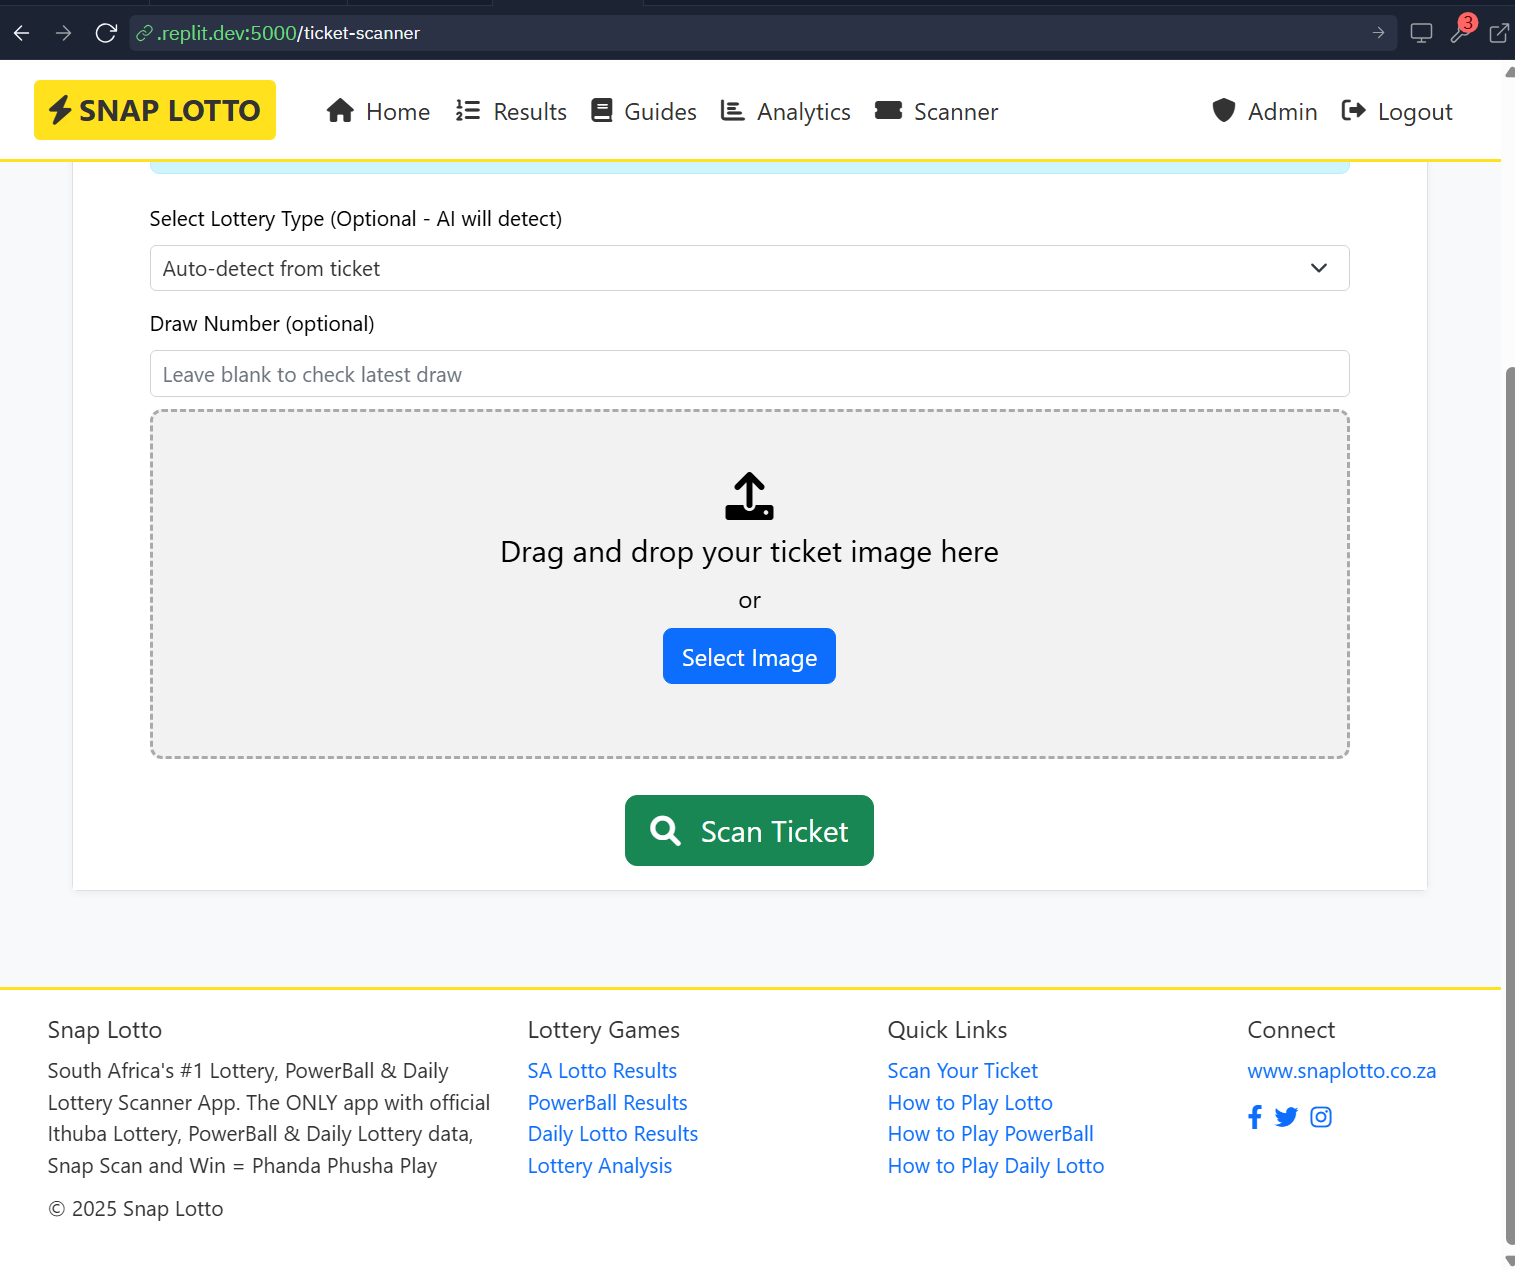 .replit.dev:5000/ticket-scanner
3
SNAP LOTTO
Home
Results
Guides
Analytics
Scanner
Admin
Logout
Select Lottery Type (Optional - AI will detect)
Auto-detect from ticket
Draw Number (optional)
Leave blank to check latest draw
Drag and drop your ticket image here
or
Select Image
Scan Ticket
Snap Lotto
South Africa's #1 Lottery, PowerBall & Daily
Lottery Scanner App. The ONLY app with official
Ithuba Lottery, PowerBall & Daily Lottery data,
Snap Scan and Win = Phanda Phusha Play
© 2025 Snap Lotto
Lottery Games
SA Lotto Results
PowerBall Results
Daily Lotto Results
Lottery Analysis
Quick Links
Scan Your Ticket
How to Play Lotto
How to Play PowerBall
How to Play Daily Lotto
Connect
www.snaplotto.co.za